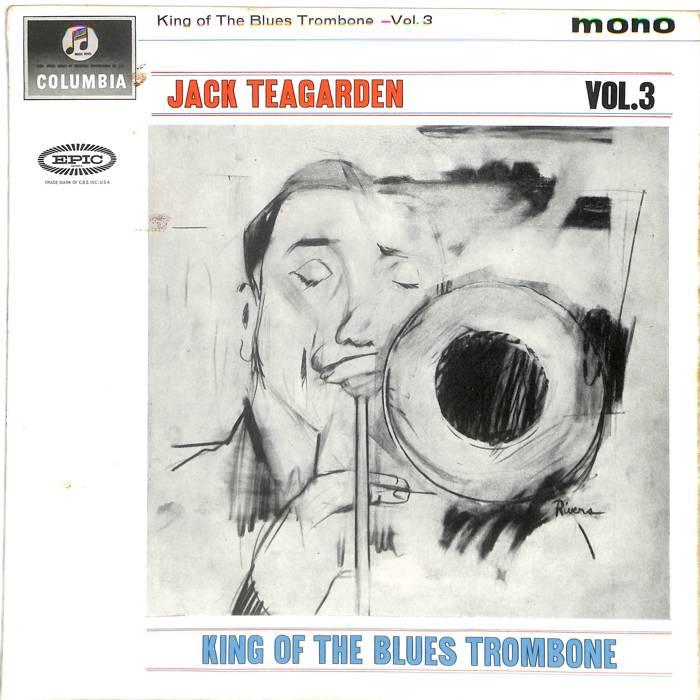 King of The Blues Trombone –Vol. 3
mono
COLUMBIA
JACK TEAGARDEN
VOL.3
EPIC
TRADE MARK OF C.B.S. INC. U.S.A
Rivers
KING OF THE BLUES TROMBONE